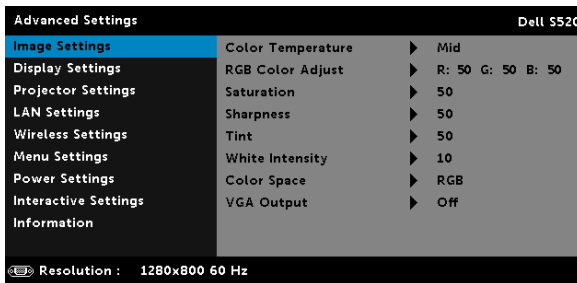 Advanced Settings Dell S520
Image Settings Color Temperature Mid
Display Settings RGB Color Adjust R: 50 G: 50 B: 50
Projector Settings Saturation 50
LAN Settings Sharpness 50
Wireless Settings Tint 50
Menu Settings White Intensity 10
Power Settings Color Space RGB
Interactive Settings VGA Output Off
Information
Resolution : 1280x800 60 Hz